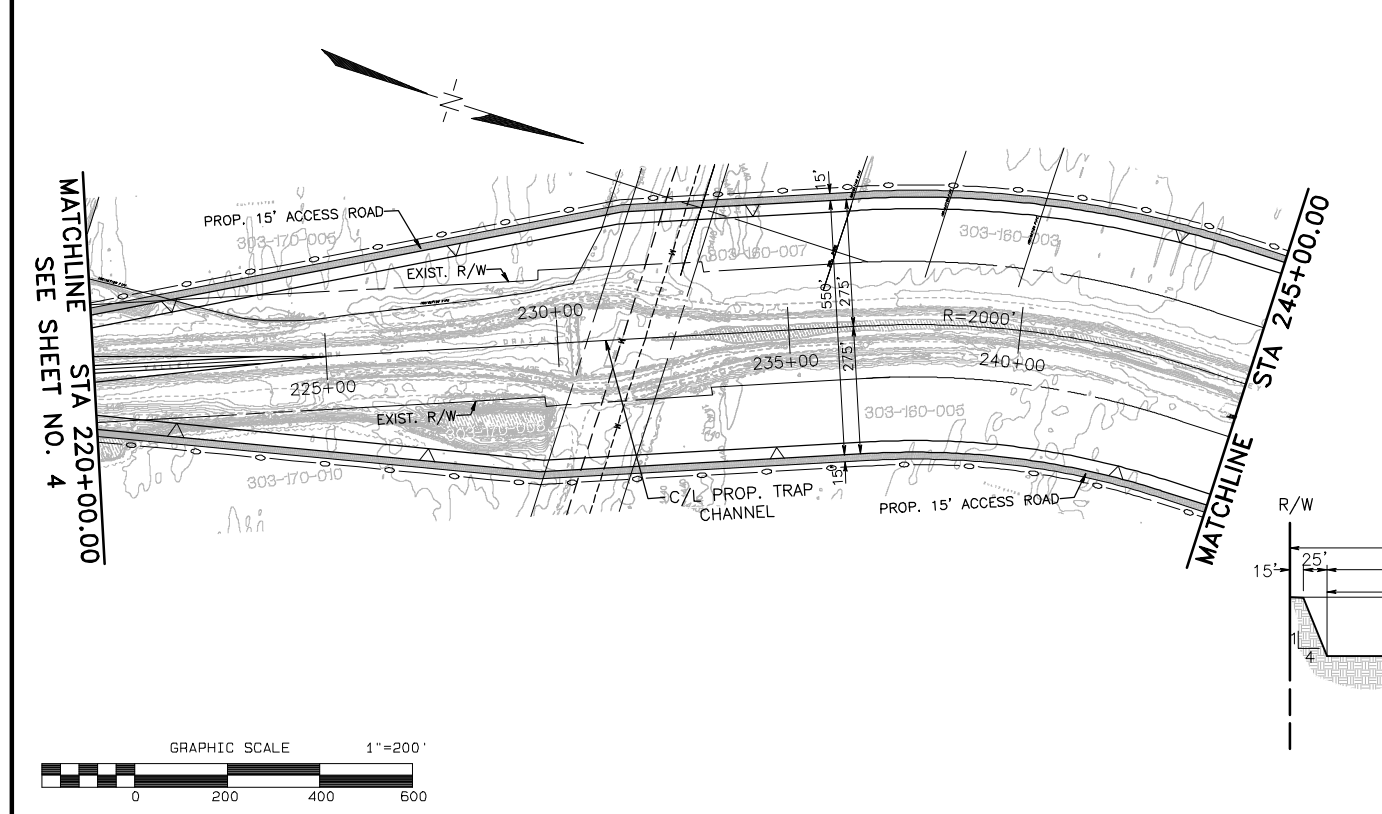 N
MATCHLINE STA 220+00.00
SEE SHEET NO. 4
PROP. 15' ACCESS ROAD
303-170-005
EXIST. R/W
230+00
225+00
EXIST. R/W
303-170-010
15'
303-160-007
303-160-003
550'
275'
275'
R=2000'
235+00
240+00
303-160-005
15'
C/L PROP. TRAP
CHANNEL
PROP. 15' ACCESS ROAD
MATCHLINE STA 245+00.00
R/W
15'
25'
1
4
GRAPHIC SCALE 1"=200'
0 200 400 600